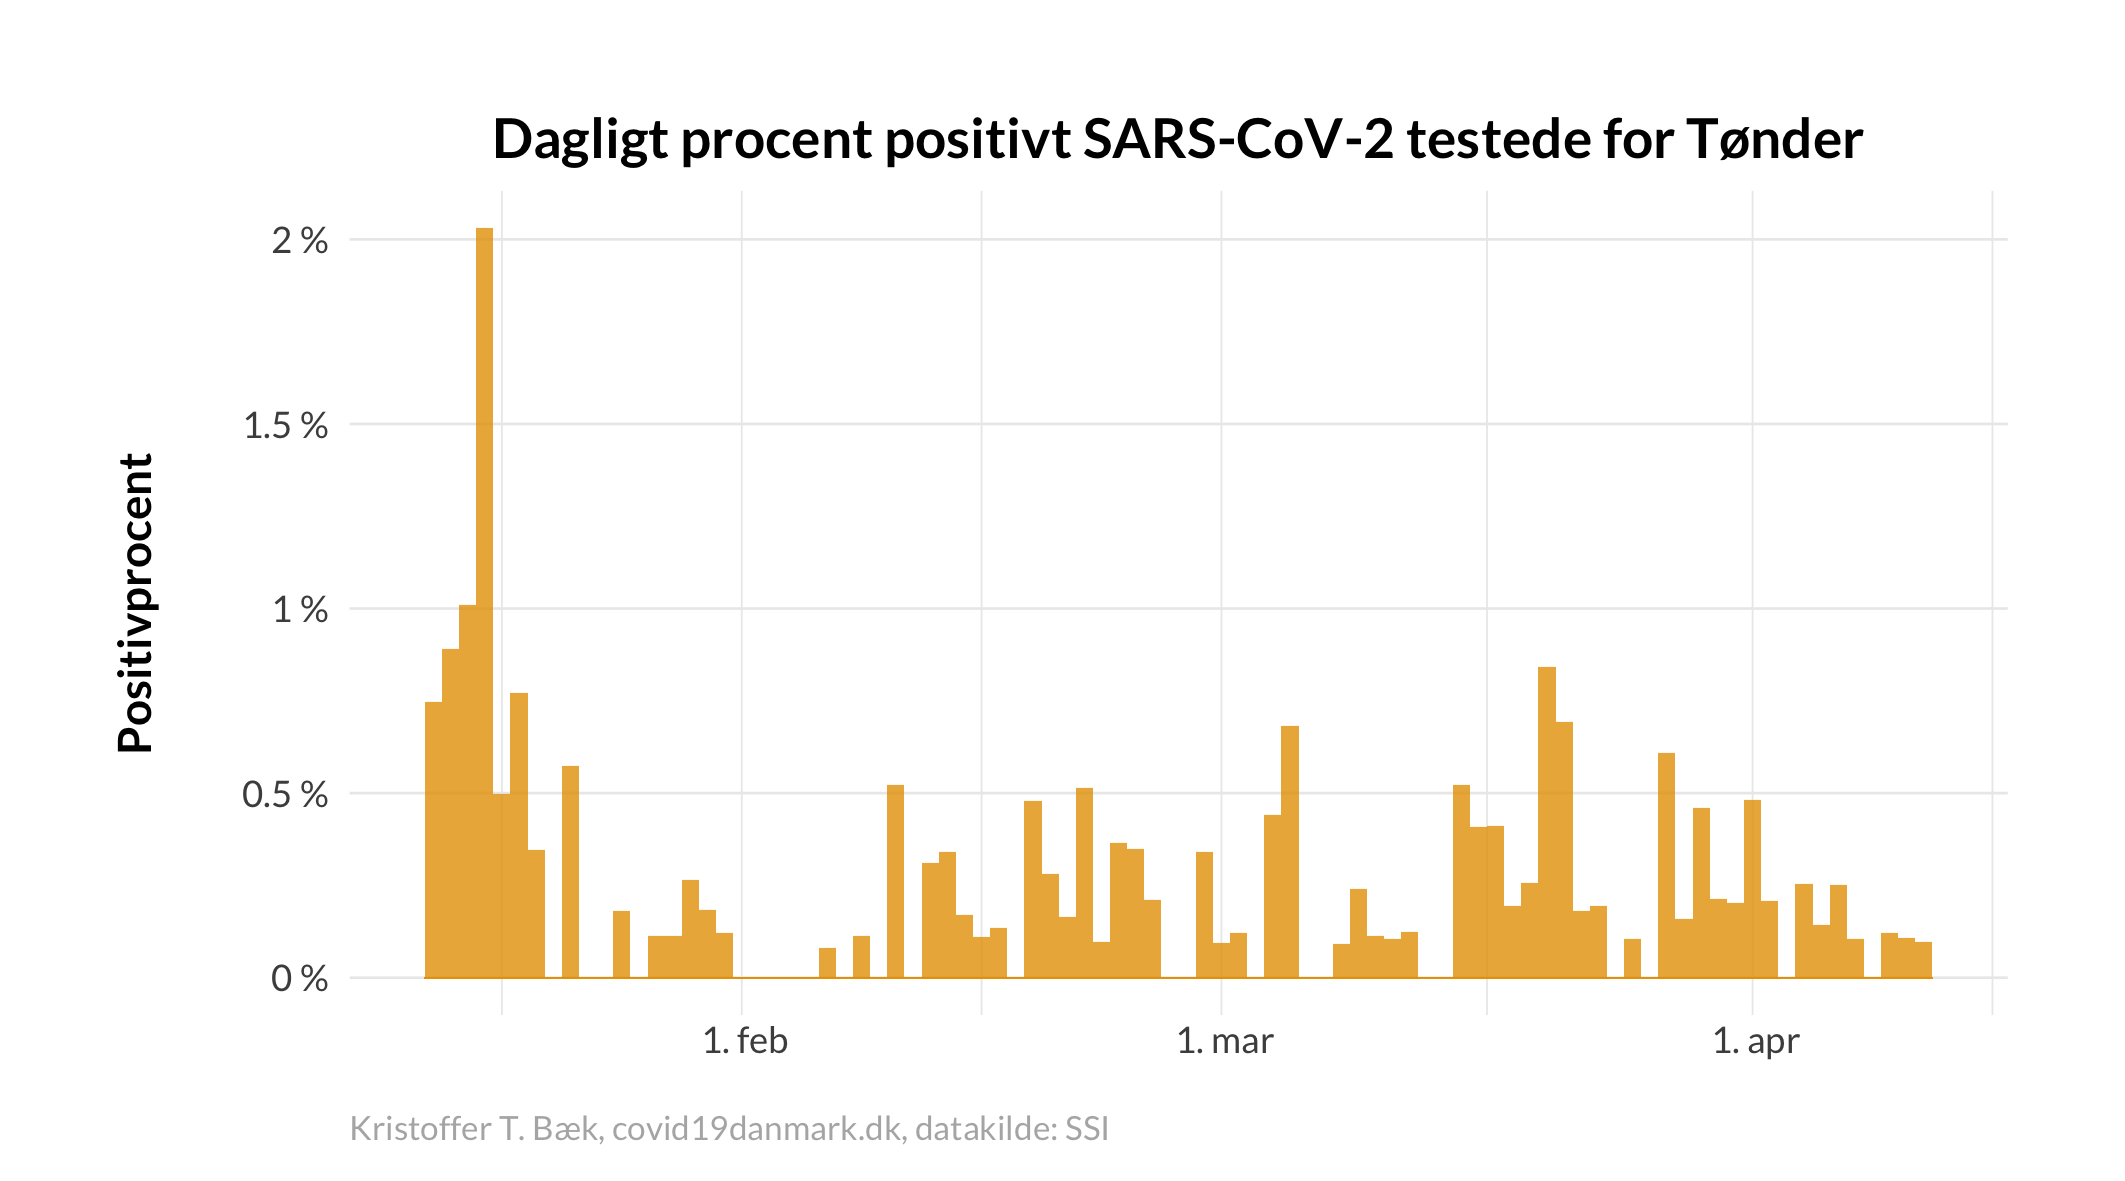 Dagligt procent positivt SARS-CoV-2 testede for Tønder
Positivprocent
2 %
1.5 %
1 %
0.5 %
0 %
1. feb
1. mar
1. apr
Kristoffer T. Bæk, covid19danmark.dk, datakilde: SSI